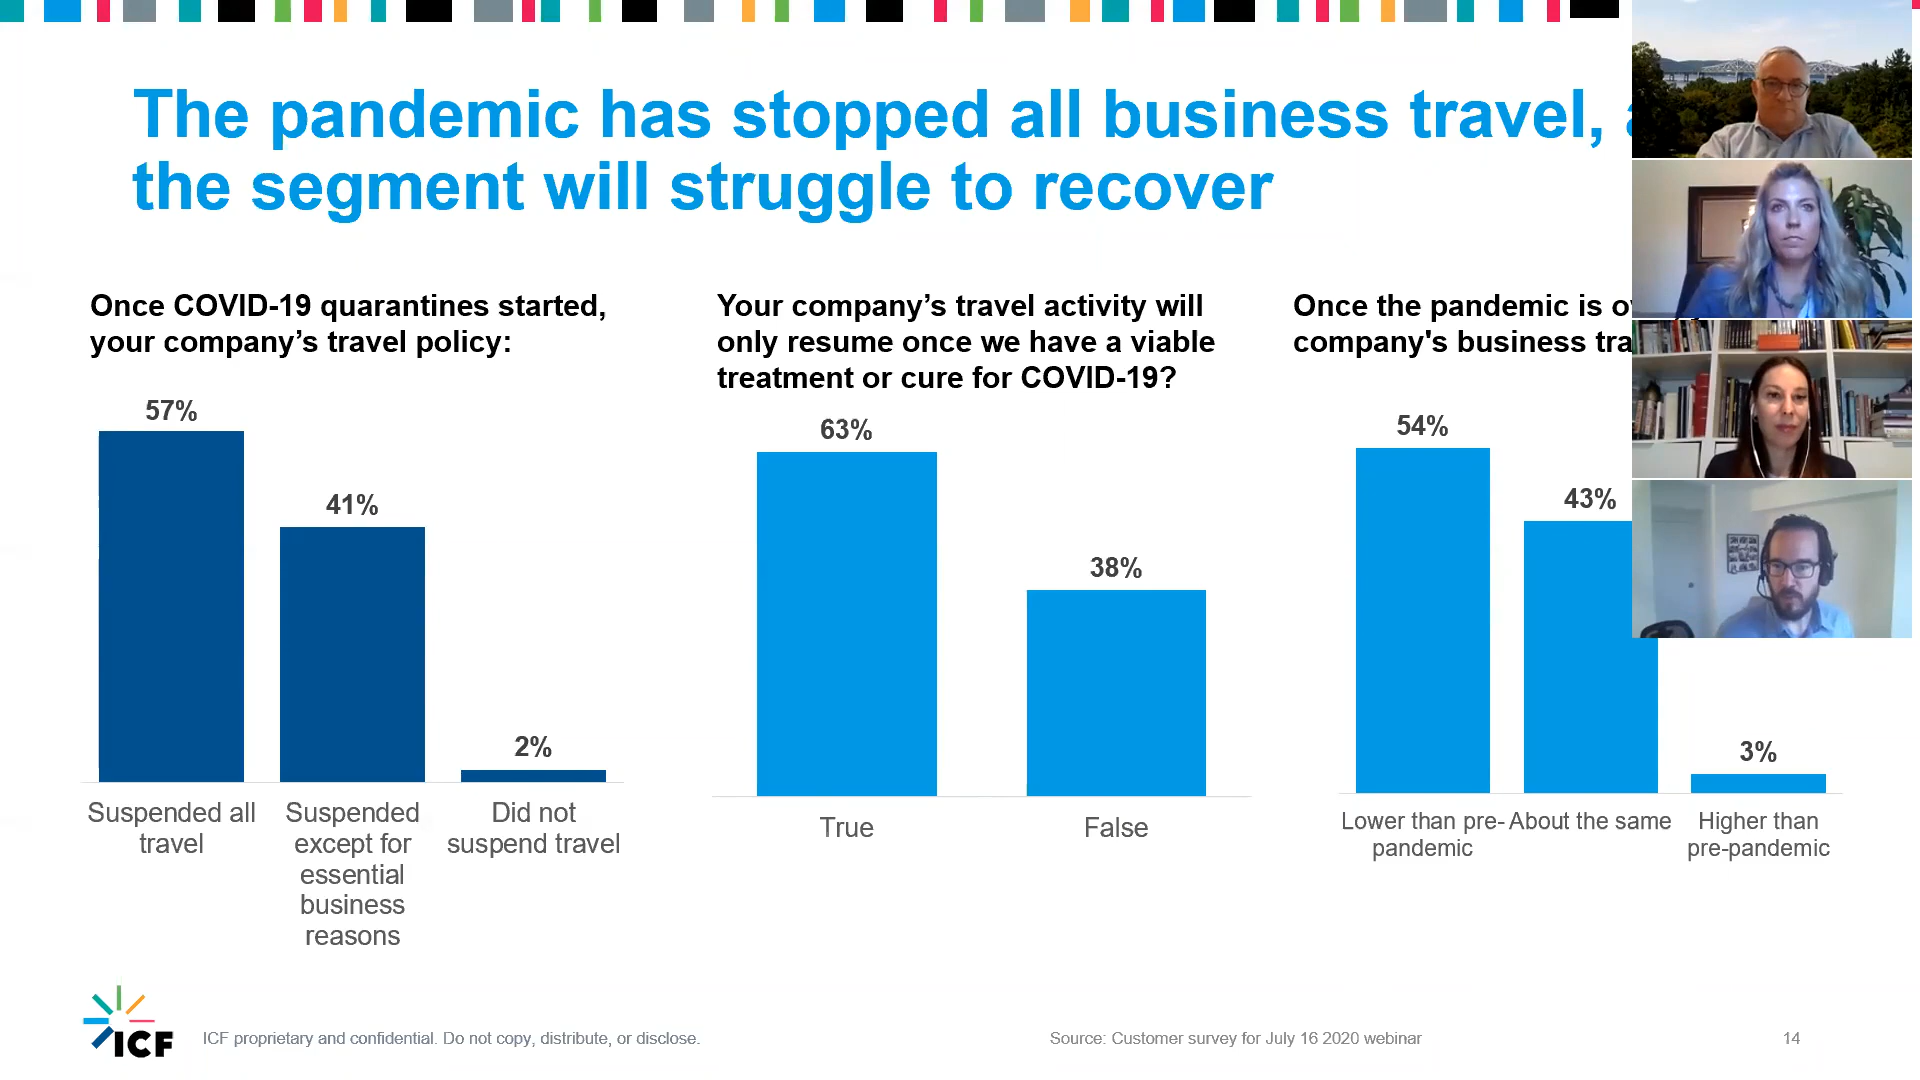 The pandemic has stopped all business travel,
the segment will struggle to recover
Once COVID-19 quarantines started,
your company’s travel policy:
57%
41%
2%
Suspended all
travel
Suspended
except for
essential
business
reasons
Did not
suspend travel
Your company’s travel activity will
only resume once we have a viable
treatment or cure for COVID-19?
63%
38%
True
False
Once the pandemic is
company's business
54%
43%
3%
Lower than pre-
pandemic
About the same
Higher than
pre-pandemic
ICF
ICF proprietary and confidential. Do not copy, distribute, or disclose.
Source: Customer survey for July 16 2020 webinar
14